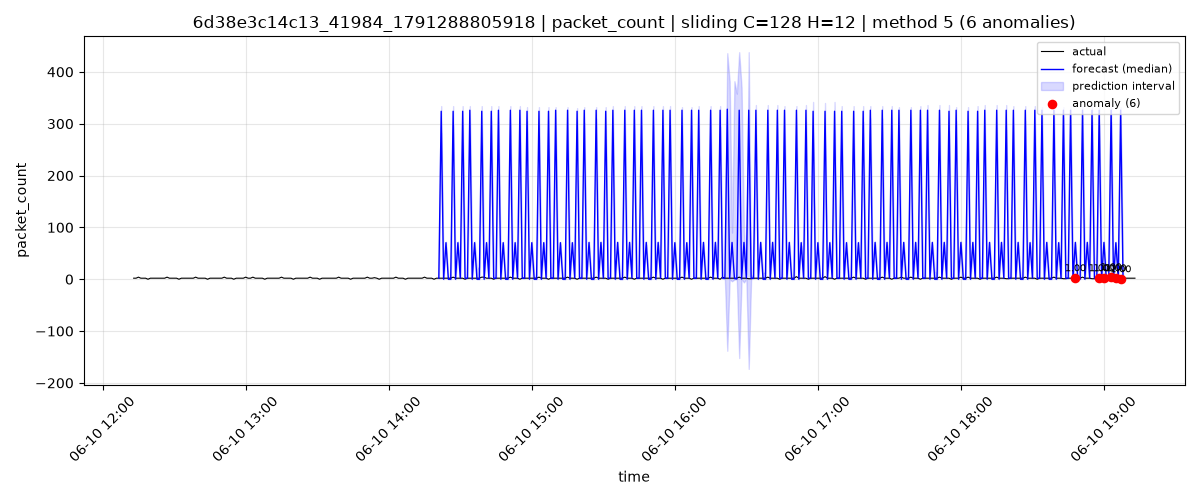 6d38e3c14c13_41984_1791288805918 | packet_count | sliding C=128 H=12 | method 5 (6 anomalies)
actual
forecast (median)
prediction interval
anomaly (6)
packet_count
400
300
200
100
0
−100
−200
06-10 12:00
06-10 13:00
06-10 14:00
06-10 15:00
06-10 16:00
06-10 17:00
06-10 18:00
06-10 19:00
time